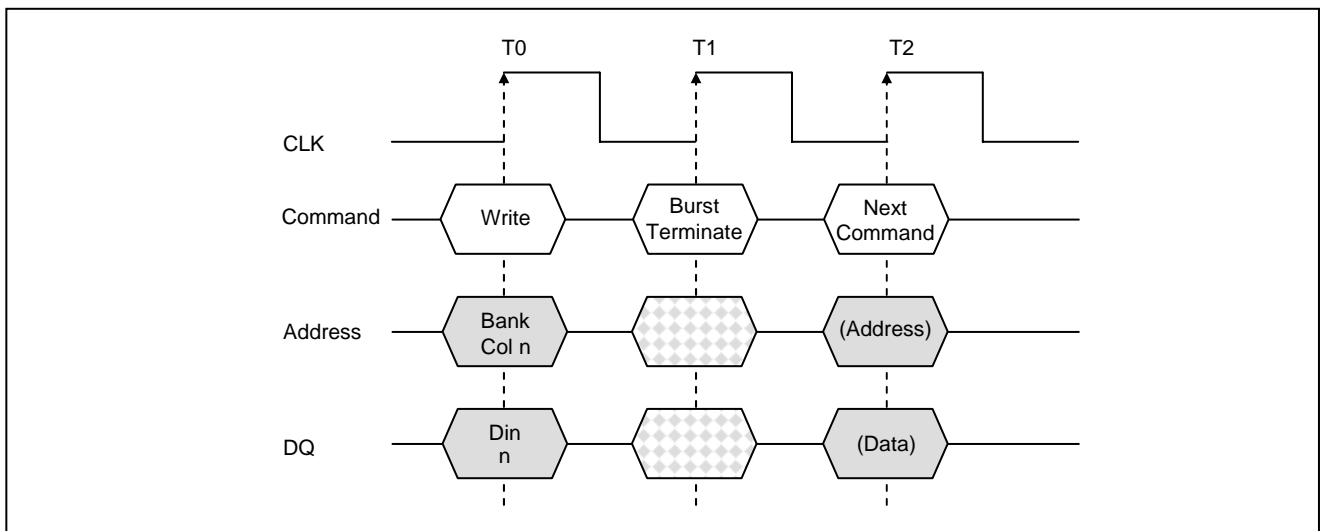 T0 T1 T2
CLK
Command
Write
Burst
Terminate
Next
Command
Address
Bank
Col n
(Address)
DQ
Din
n
(Data)